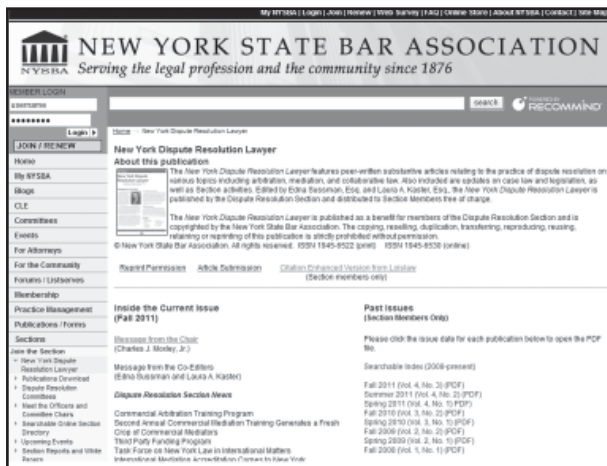 My NYSBA | Login | Join | Renew | Web Survey | FAQ | Online Store | About NYSBA | Contact | Site Map
NYSBA
NEW YORK STATE BAR ASSOCIATION
Serving the legal profession and the community since 1876
MEMBER LOGIN
username
Login
JOIN / RENEW
Home
My NYSBA
Blogs
CLE
Committees
Events
For Attorneys
For the Community
Forums / Listserves
Membership
Practice Management
Publications / Forms
Sections
Join the Section
New York Dispute
Resolution Lawyer
Publications Download
Dispute Resolution
Committees
Meet the Officers and
Committee Chairs
Searchable Online Section
Directory
Upcoming Events
Section Reports and White
Papers
search
POWERED BY
RECOMMIND
Home New York Dispute Resolution Lawyer
New York Dispute Resolution Lawyer
About this publication
The New York Dispute Resolution Lawyer features peer-written substantive articles relating to the practice of dispute resolution on
various topics including arbitration, mediation, and collaborative law. Also included are updates on case law and legislation, as
well as Section activities. Edited by Edna Sussman, Esq. and Laura A. Kaster, Esq., the New York Dispute Resolution Lawyer is
published by the Dispute Resolution Section and distributed to Section Members free of charge.
The New York Dispute Resolution Lawyer is published as a benefit for members of the Dispute Resolution Section and is
copyrighted by the New York State Bar Association. The copying, reselling, duplication, transferring, reproducing, reusing,
retaining or reprinting of this publication is strictly prohibited without permission.
© New York State Bar Association. All rights reserved. ISSN 1945-8522 (print) ISSN 1945-8530 (online)
Reprint Permission Article Submission Citation Enhanced Version from Loislaw
(Section members only)
Inside the Current Issue
(Fall 2011)
Message from the Chair
(Charles J. Moxley, Jr.)
Message from the Co-Editors
(Edna Sussman and Laura A. Kaster)
Dispute Resolution Section News
Commercial Arbitration Training Program
Second Annual Commercial Mediation Training Generates a Fresh
Crop of Commercial Mediators
Third Party Funding Program
Task Force on New York Law in International Matters
International Mediation Accreditation Comes to New York
Past Issues
(Section Members Only)
Please click the issue date for each publication below to open the PDF
file.
Searchable Index (2008-present)
Fall 2011 (Vol. 4, No. 3) (PDF)
Summer 2011 (Vol. 4, No. 2) (PDF)
Spring 2011 (Vol. 4, No. 1) PDF)
Fall 2010 (Vol. 3, No. 2) (PDF)
Spring 2010 (Vol. 3, No. 1) (PDF)
Fall 2009 (Vol. 2, No. 2) (PDF)
Spring 2009 (Vol. 2, No. 1) (PDF)
Fall 2008 (Vol. 1, No. 1) (PDF)